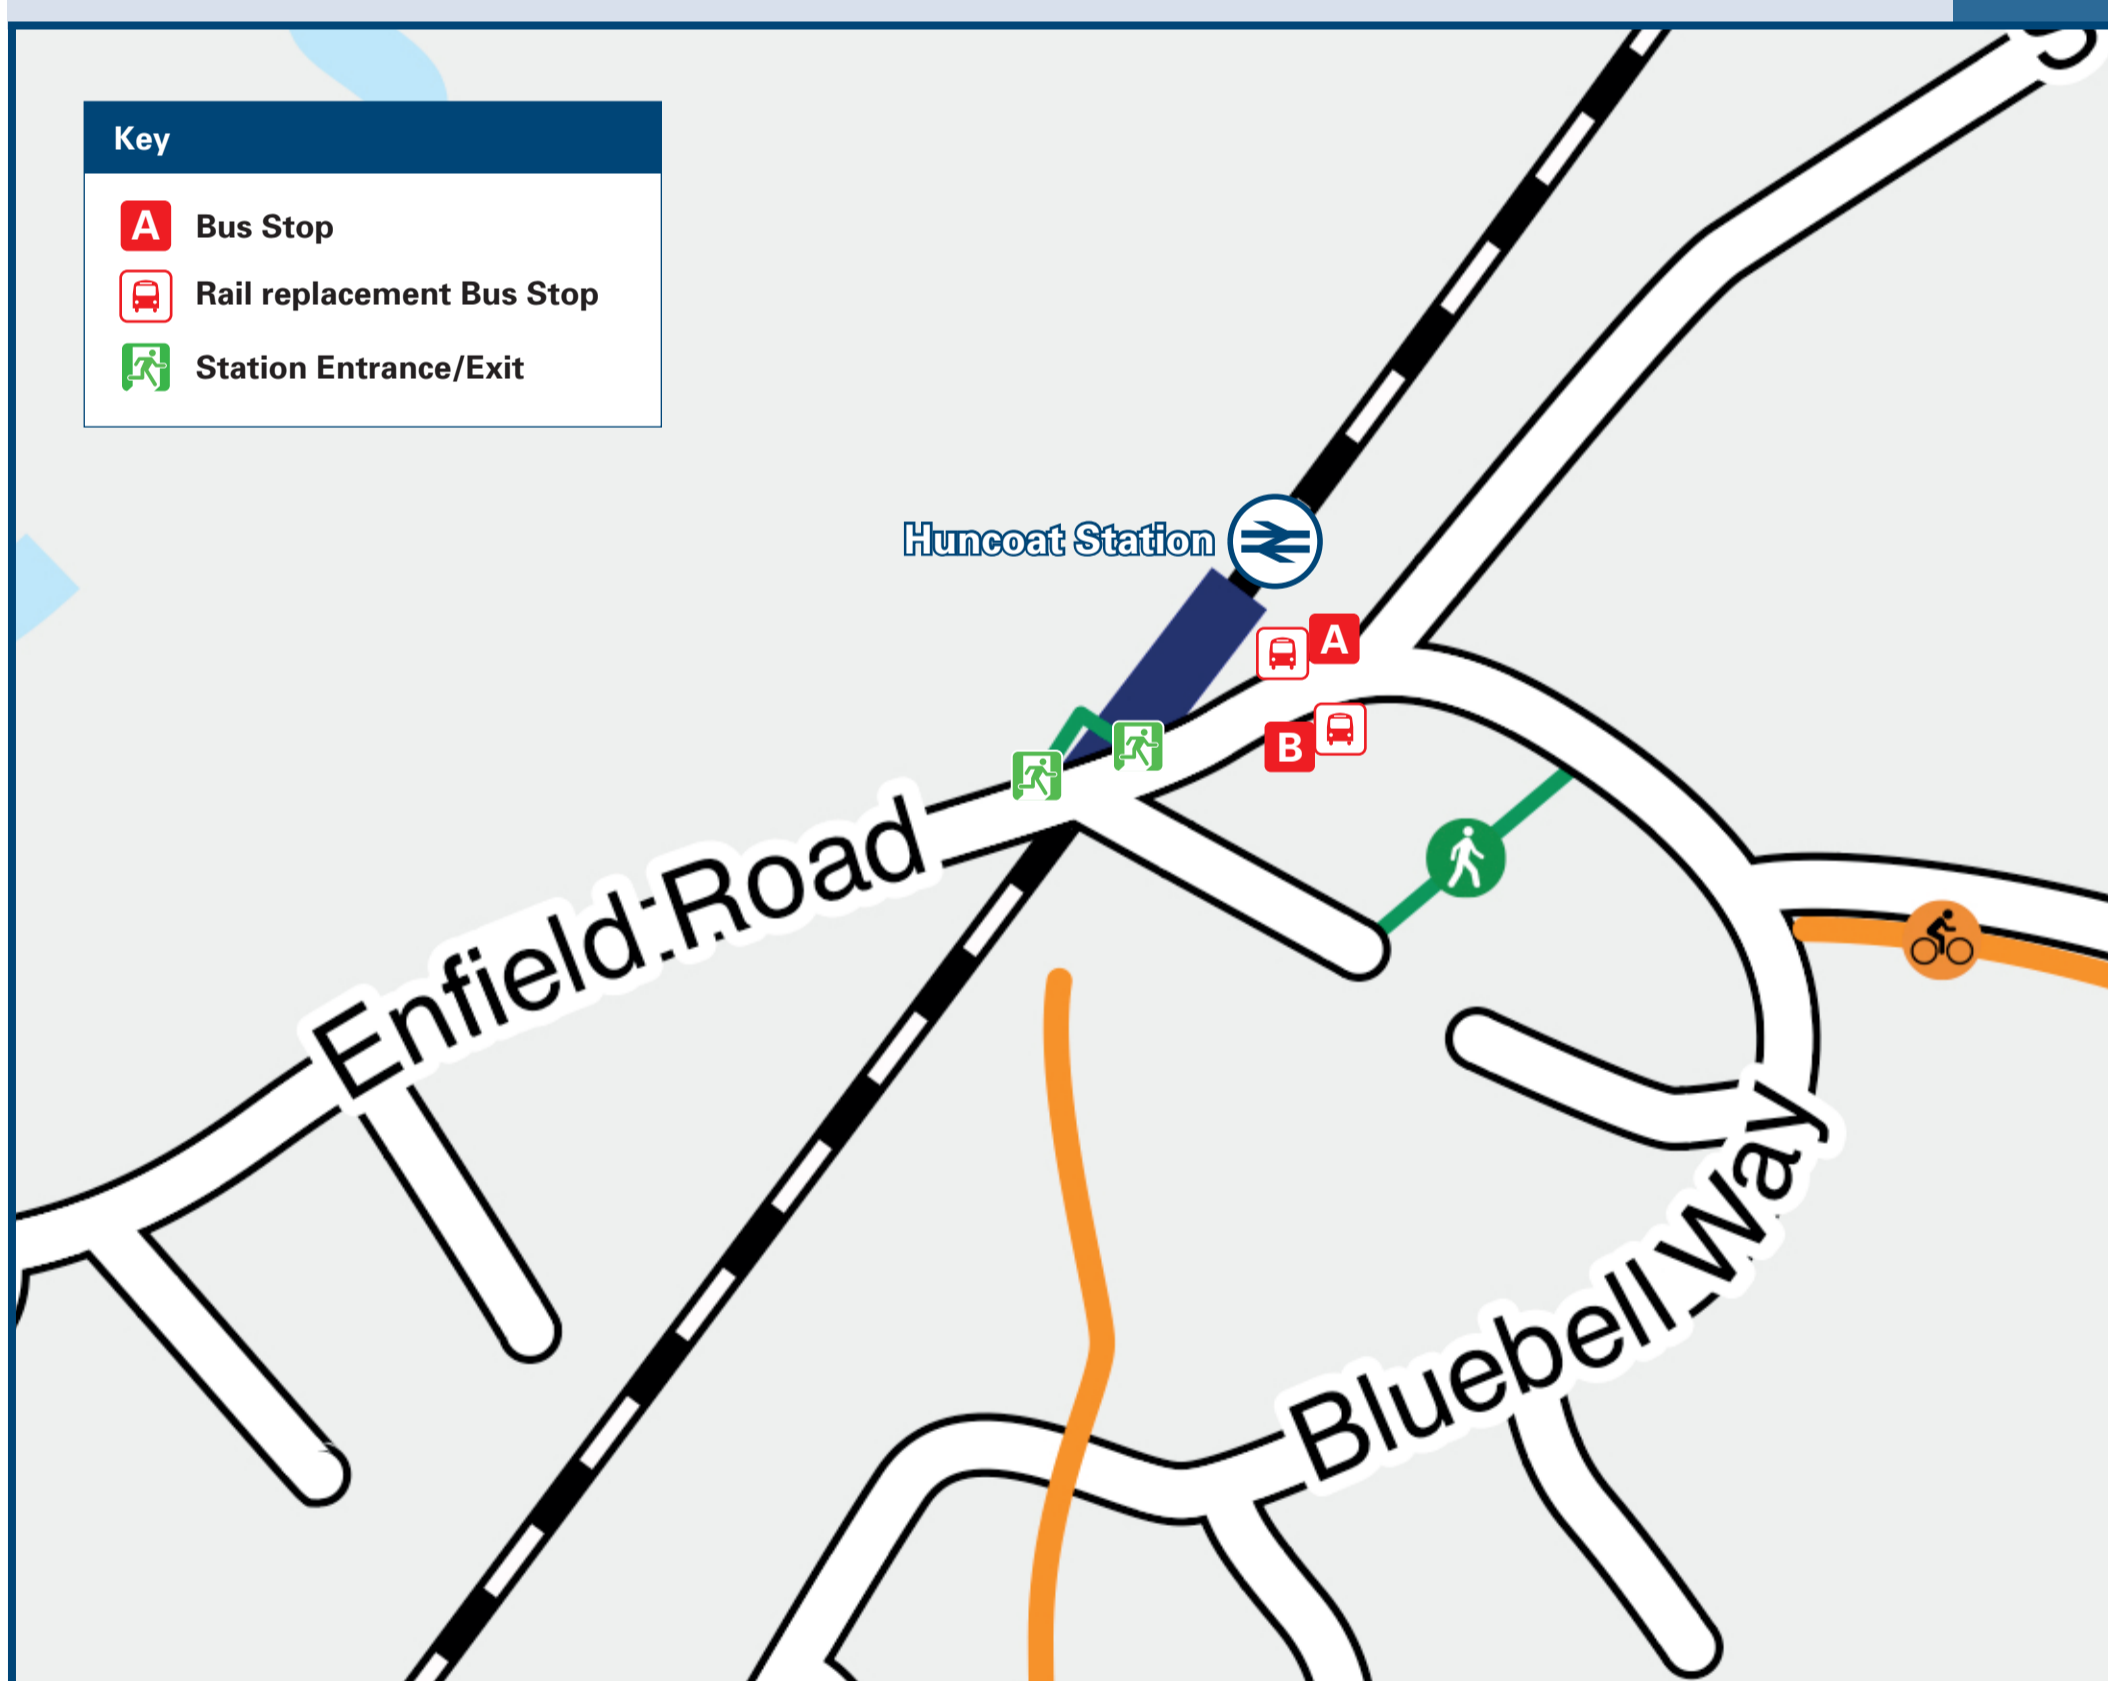 Key
A Bus Stop
Rail replacement Bus Stop
Station Entrance/Exit
Huncoat Station
A
B
Enfield Road
Bluebell Way